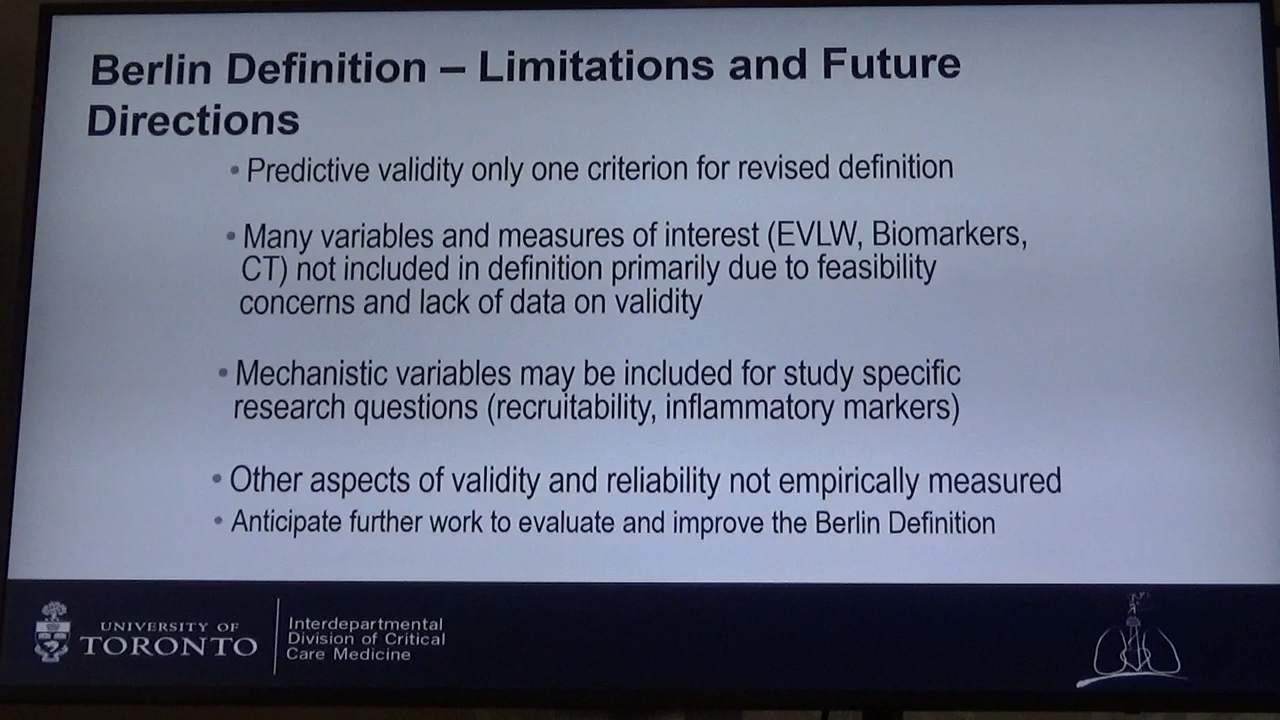 Berlin Definition – Limitations and Future
Directions
• Predictive validity only one criterion for revised definition
• Many variables and measures of interest (EVLW, Biomarkers,
CT) not included in definition primarily due to feasibility
concerns and lack of data on validity
• Mechanistic variables may be included for study specific
research questions (recruitability, inflammatory markers)
• Other aspects of validity and reliability not empirically measured
• Anticipate further work to evaluate and improve the Berlin Definition
UNIVERSITY OF
TORONTO
Interdepartmental
Division of Critical
Care Medicine